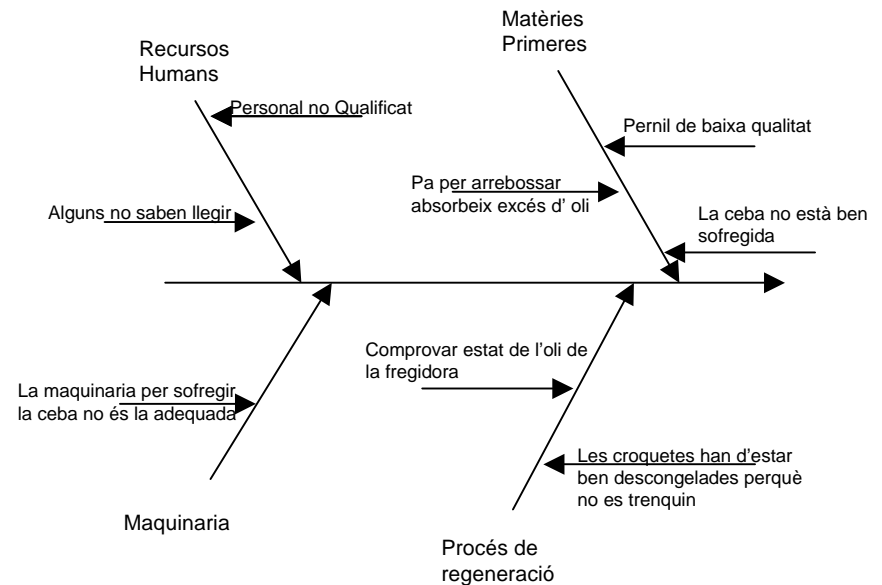 Matèries
Primeres
Recursos
Humans
Personal no Qualificat
Pernil de baixa qualitat
Pa per arrebossar
absorbeix excés d' oli
Alguns no saben llegir
La ceba no està ben
sofregida
Comprovar estat de l'oli de
la fregidora
La maquinaria per sofregir
la ceba no és la adequada
Les croquetes han d'estar
ben descongelades perquè
no es trenquin
Maquinaria
Procés de
regeneració